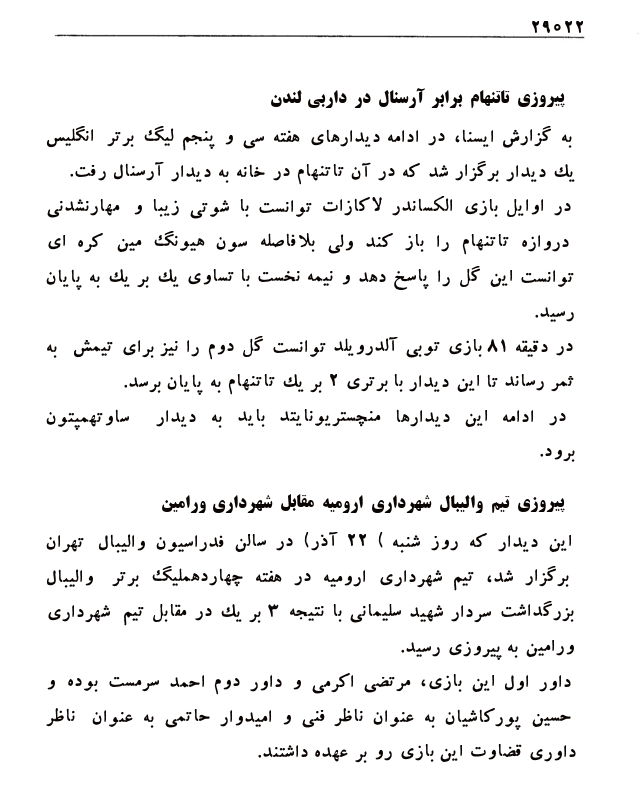 ۲۹۵۲۲
پیروزی تاتنهام برابر آرسنال در داربی لندن
به گزارش ایسنا، در ادامه دیدارهای هفته سی و پنجم لیگ برتر انگلیس
یك دیدار برگزار شد که در آن تاتنهام در خانه به دیدار آرسنال رفت.
در اوایل بازی الکساندر لاکازات توانست با شوتی زیبا و مهارنشدنی
دروازه تاتنهام را باز کند ولی بلافاصله سون هیونگ مین کره ای
توانست این گل را پاسخ دهد و نیمه نخست با تساوی یك بر یك به پایان
رسید.
در دقیقه ۸۱ بازی توبی آلدرویلد توانست گل دوم را نیز برای تیمش به
ثمر رساند تا این دیدار با برتری ۲ بر یك تاتنهام به پایان برسد.
در ادامه این دیدارها منچستریونایتد باید به دیدار ساوتهمپتون
برود.
پیروزی تیم والیبال شهرداری ارومیه مقابل شهرداری ورامین
این دیدار که روز شنبه ) ۲۲ آذر) در سالن فدراسیون والیبال تهران
برگزار شد، تیم شهرداری ارومیه در هفته چهاردهملیگ برتر والیبال
بزرگداشت سردار شهید سلیمانی با نتیجه ۳ بر یك در مقابل تیم شهرداری
ورامین به پیروزی رسید.
داور اول این بازی، مرتضی اکرمی و داور دوم احمد سرمست بوده و
حسین پورکاشیان به عنوان ناظر فنی و امیدوار حاتمی به عنوان ناظر
داوری قضاوت این بازی رو بر عهده داشتند.